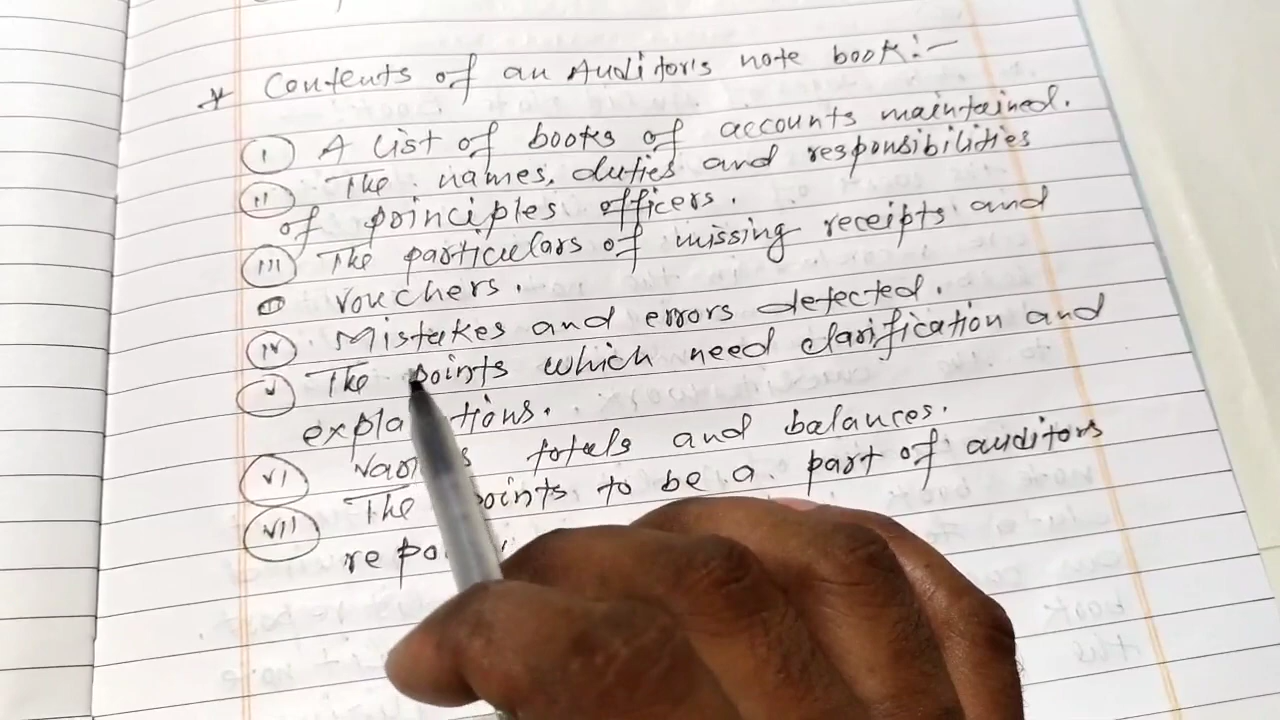 * Contents of an Auditor's note book:-
(i) A list of books of accounts maintained.
(ii) The names, duties and responsibilities
of principles officers.
(iii) The particulars of missing receipts and
vouchers.
(iv) Mistakes and errors detected.
(v) The points which need clarification and
explanations.
(vi) totals and balances.
(vii) The points to be a part of auditors